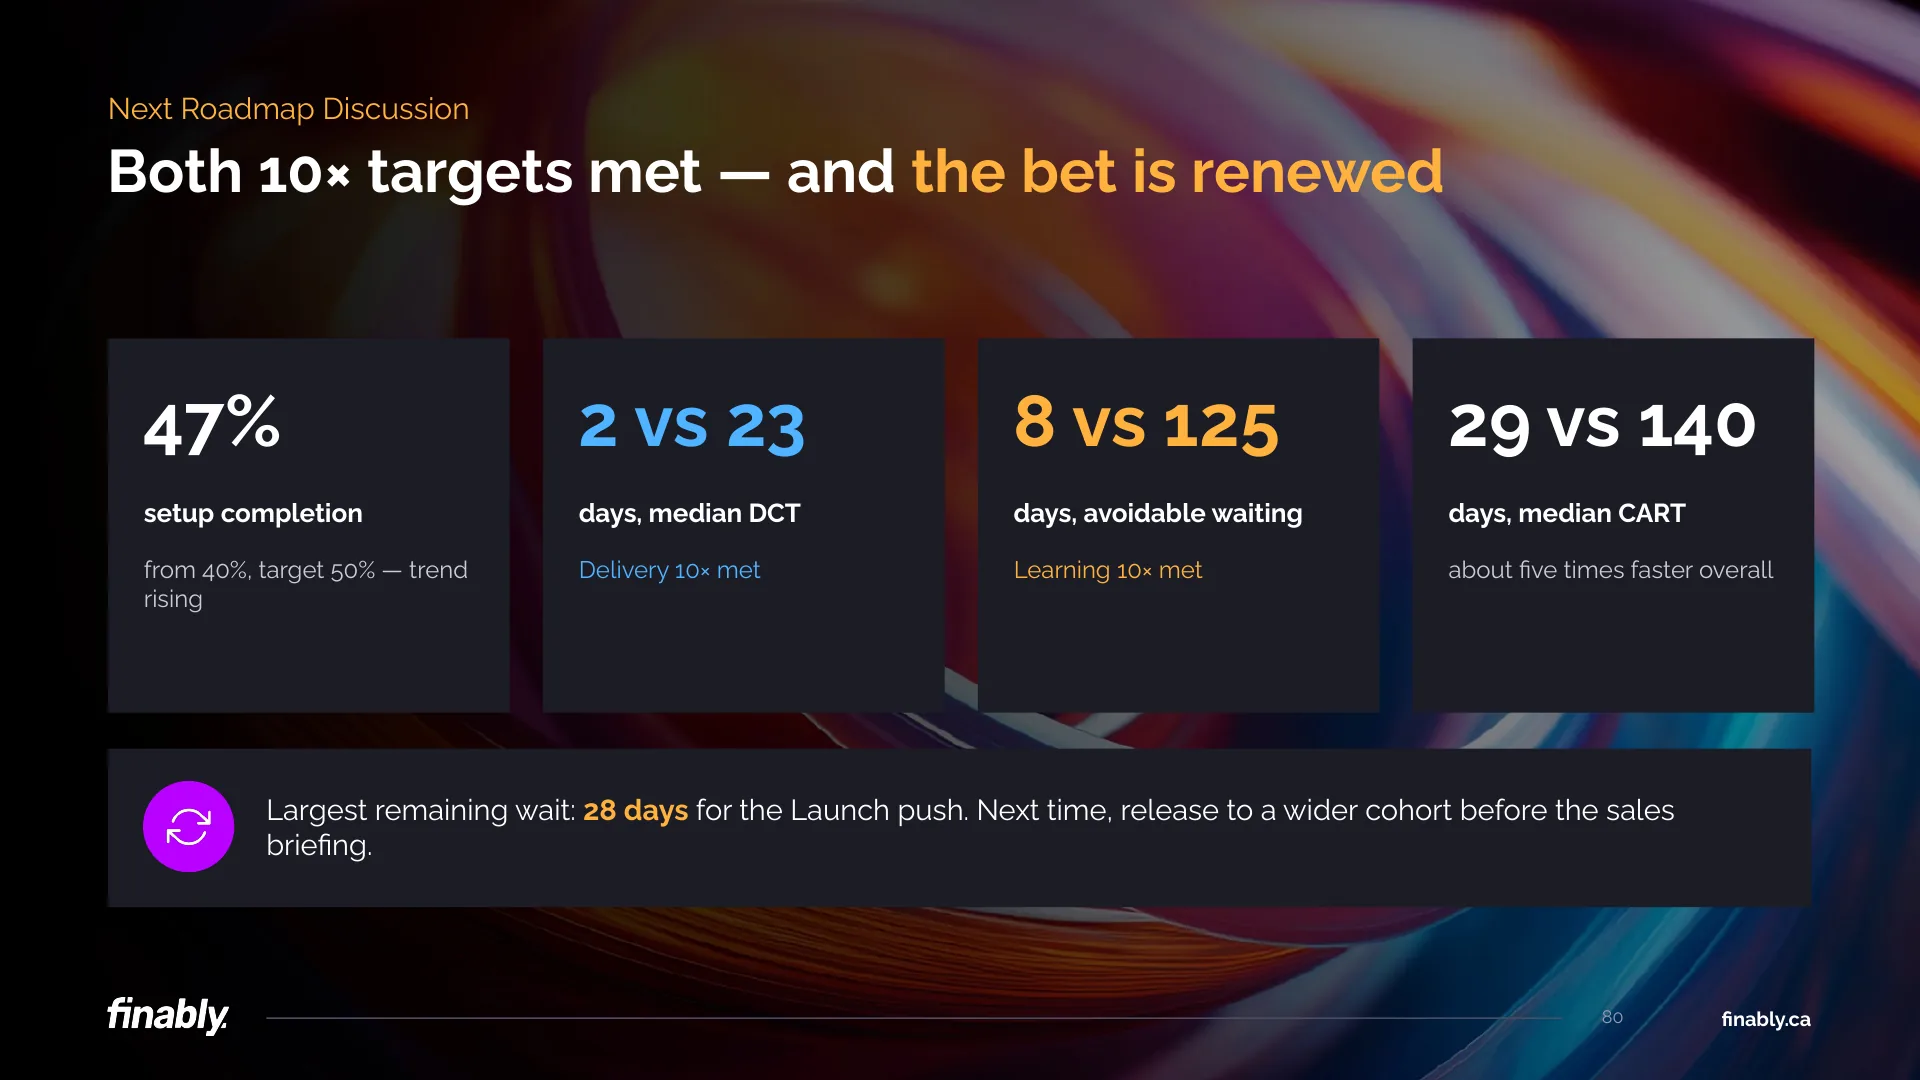 Next Roadmap Discussion
Both 10× targets met — and the bet is renewed
47%
setup completion
from 40%, target 50% — trend
rising
2 vs 23
days, median DCT
Delivery 10× met
8 vs 125
days, avoidable waiting
Learning 10× met
29 vs 140
days, median CART
about five times faster overall
Largest remaining wait: 28 days for the Launch push. Next time, release to a wider cohort before the sales
briefing.
finably.
80
finably.ca